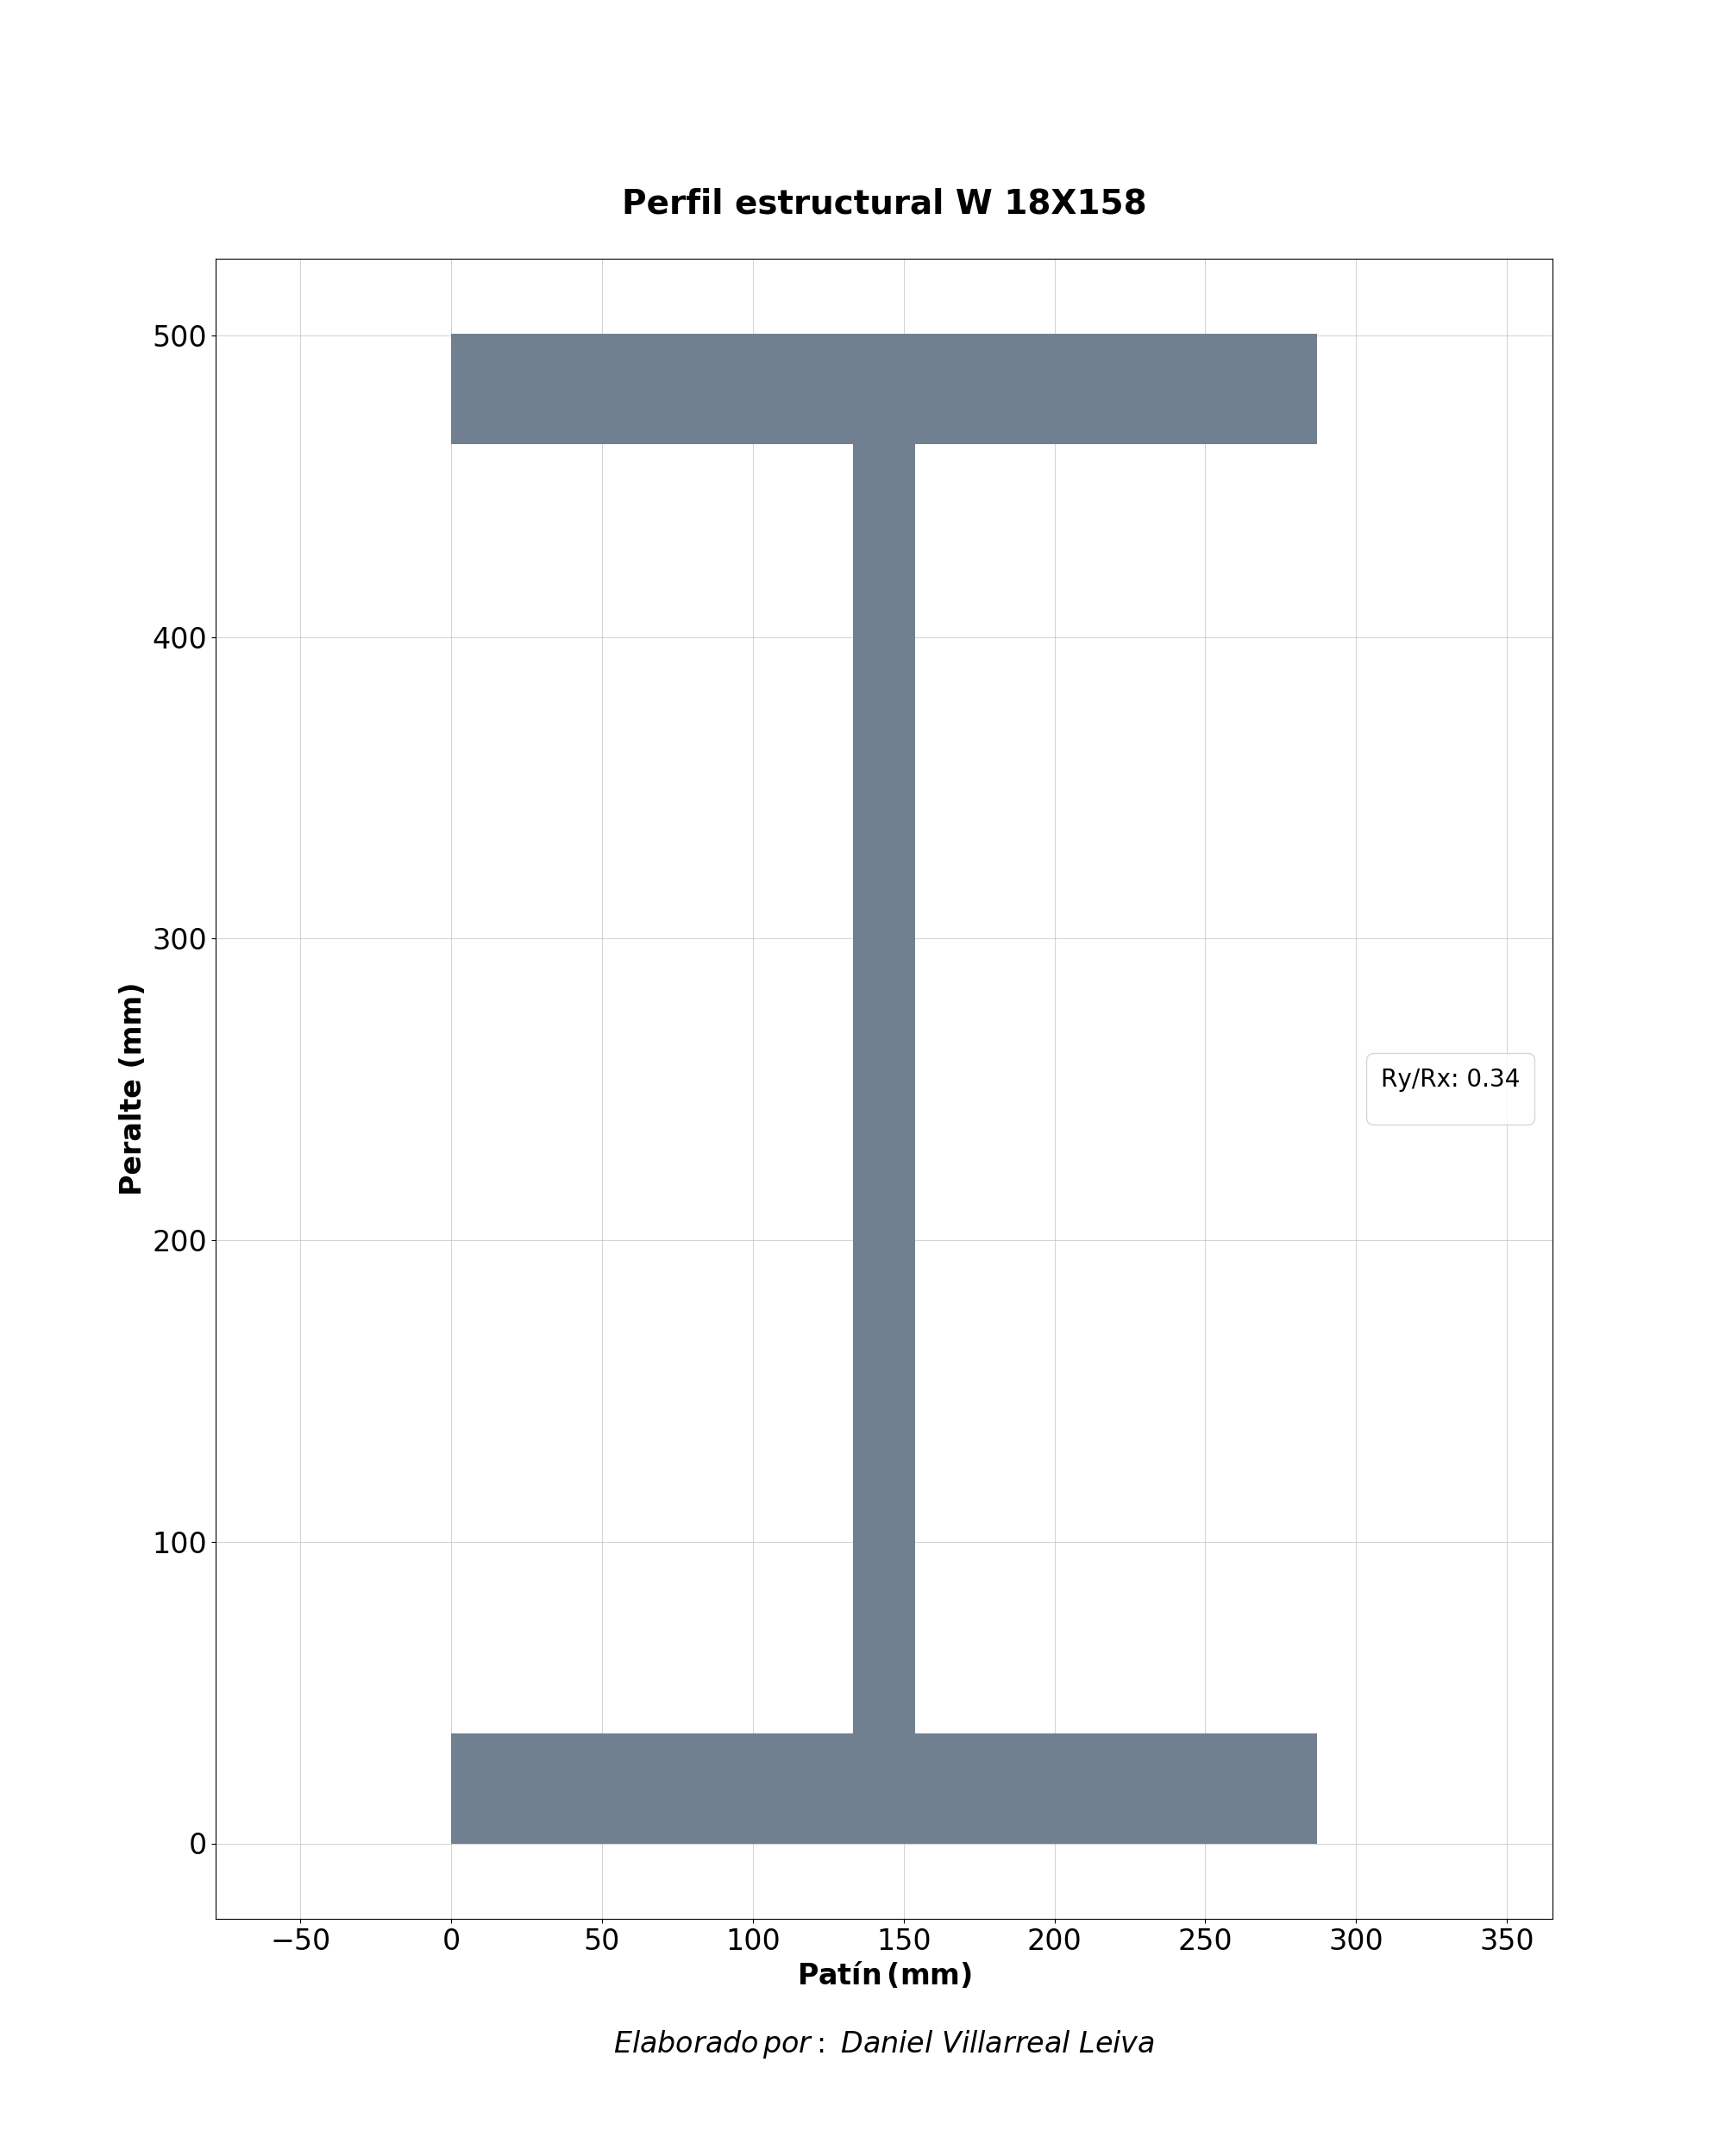 Perfil estructural W 18X158
500
400
300
200
100
0
Peralte (mm)
Ry/Rx: 0.34
−50 0 50 100 150 200 250 300 350
Patín (mm)
Elaborado por: Daniel Villarreal Leiva